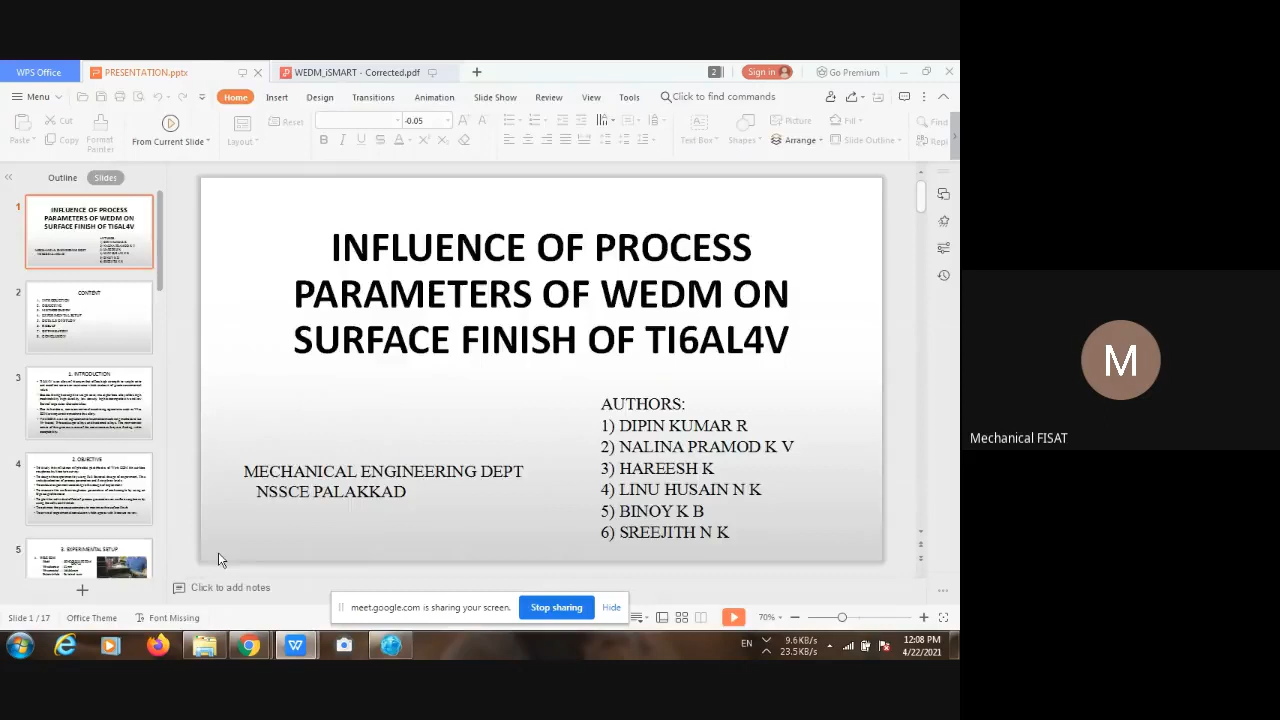 WPS Office
PRESENTATION.pptx
WEDM_iSMART - Corrected.pdf
2
Sign in
Go Premium
Menu
Home
Insert
Design
Transitions
Animation
Slide Show
Review
View
Tools
Click to find commands
Paste
Cut
Copy
Format
Painter
From Current Slide
Layout
Reset
-0.05
Text Box
Shapes
Picture
Arrange
Fill
Slide Outline
Find
Outline
Slides
1
INFLUENCE OF PROCESS
PARAMETERS OF WEDM ON
SURFACE FINISH OF TI6AL4V
2
CONTENT
3
1. INTRODUCTION
4
2. OBJECTIVE
5
3. EXPERIMENTAL SETUP
INFLUENCE OF PROCESS
PARAMETERS OF WEDM ON
SURFACE FINISH OF TI6AL4V
MECHANICAL ENGINEERING DEPT
NSSCE PALAKKAD
AUTHORS:
1) DIPIN KUMAR R
2) NALINA PRAMOD K V
3) HAREESH K
4) LINU HUSAIN N K
5) BINOY K B
6) SREEJITH N K
Click to add notes
meet.google.com is sharing your screen.
Stop sharing
Hide
Slide 1 / 17
Office Theme
Font Missing
70%
EN
9.6KB/s
23.5KB/s
12:08 PM
4/22/2021
M
Mechanical FISAT